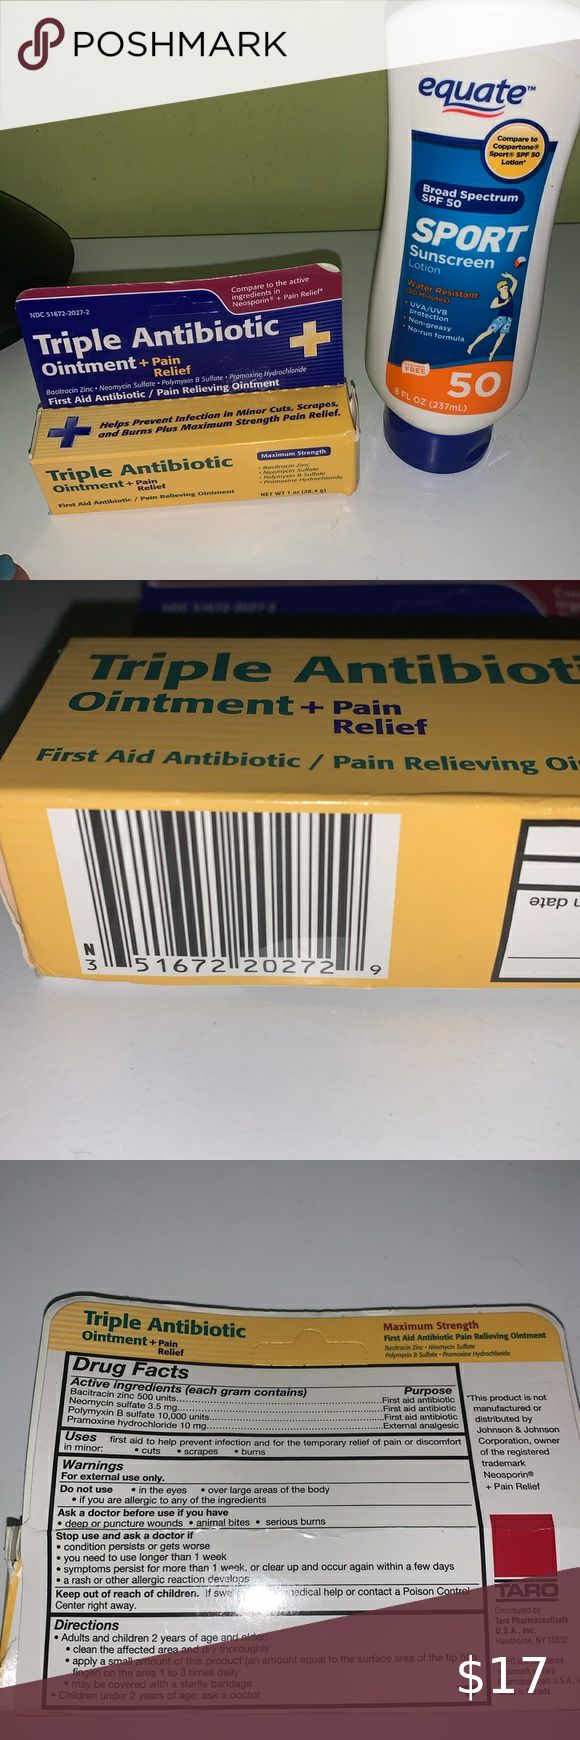 POSHMARK
equate™
Compare to
Coppertone®
Sport® SPF 50
Lotion*
Broad Spectrum
SPF 50
SPORT
Sunscreen
Lotion
Water Resistant
(80 Minutes)
• UVA/UVB
protection
• Non-greasy
• No-run formula
FREE
50
8 FL OZ (237mL)
Compare to the active
ingredients in
Neosporin® + Pain Relief*
NDC 51672-2027-2
Triple Antibiotic
Ointment + Pain
Relief
Bacitracin Zinc • Neomycin Sulfate • Polymyxin B Sulfate • Pramoxine Hydrochloride
First Aid Antibiotic / Pain Relieving Ointment
Helps Prevent Infection in Minor Cuts, Scrapes,
and Burns Plus Maximum Strength Pain Relief.
Triple Antibiotic
Ointment + Pain
Relief
First Aid Antibiotic / Pain Relieving Ointment
Maximum Strength
• Bacitracin Zinc
• Neomycin Sulfate
• Polymyxin B Sulfate
• Pramoxine Hydrochloride
NET WT 1 oz (28.4 g)
NDC 51672-2027-2
Triple Antibioti
Ointment + Pain
Relief
First Aid Antibiotic / Pain Relieving Oi
n date
N
3 51672 20272 9
Triple Antibiotic
Ointment + Pain
Relief
Maximum Strength
First Aid Antibiotic Pain Relieving Ointment
Bacitracin Zinc • Neomycin Sulfate
Polymyxin B Sulfate • Pramoxine Hydrochloride
Drug Facts
Active ingredients (each gram contains) Purpose
Bacitracin zinc 500 units First aid antibiotic
Neomycin sulfate 3.5 mg First aid antibiotic
Polymyxin B sulfate 10,000 units First aid antibiotic
Pramoxine hydrochloride 10 mg External analgesic
Uses first aid to help prevent infection and for the temporary relief of pain or discomfort
in minor: • cuts • scrapes • burns
Warnings
For external use only.
Do not use • in the eyes • over large areas of the body
• if you are allergic to any of the ingredients
Ask a doctor before use if you have
• deep or puncture wounds • animal bites • serious burns
Stop use and ask a doctor if
• condition persists or gets worse
• you need to use longer than 1 week
• symptoms persist for more than 1 week, or clear up and occur again within a few days
• a rash or other allergic reaction develops
Keep out of reach of children. If swa medical help or contact a Poison Control
Center right away.
Directions
• Adults and children 2 years of age and older:
• clean the affected area and dry thoroughly
• apply a small amount of this product (an amount equal to the surface area of the tip of
finger) on the area 1 to 3 times daily
• may be covered with a sterile bandage
• Children under 2 years of age: ask a doctor
*This product is not
manufactured or
distributed by
Johnson & Johnson
Corporation, owner
of the registered
trademark
Neosporin®
+ Pain Relief
TARO
Distributed by:
Taro Pharmaceuticals
U.S.A., Inc.
Hawthorne, NY 10532
$17